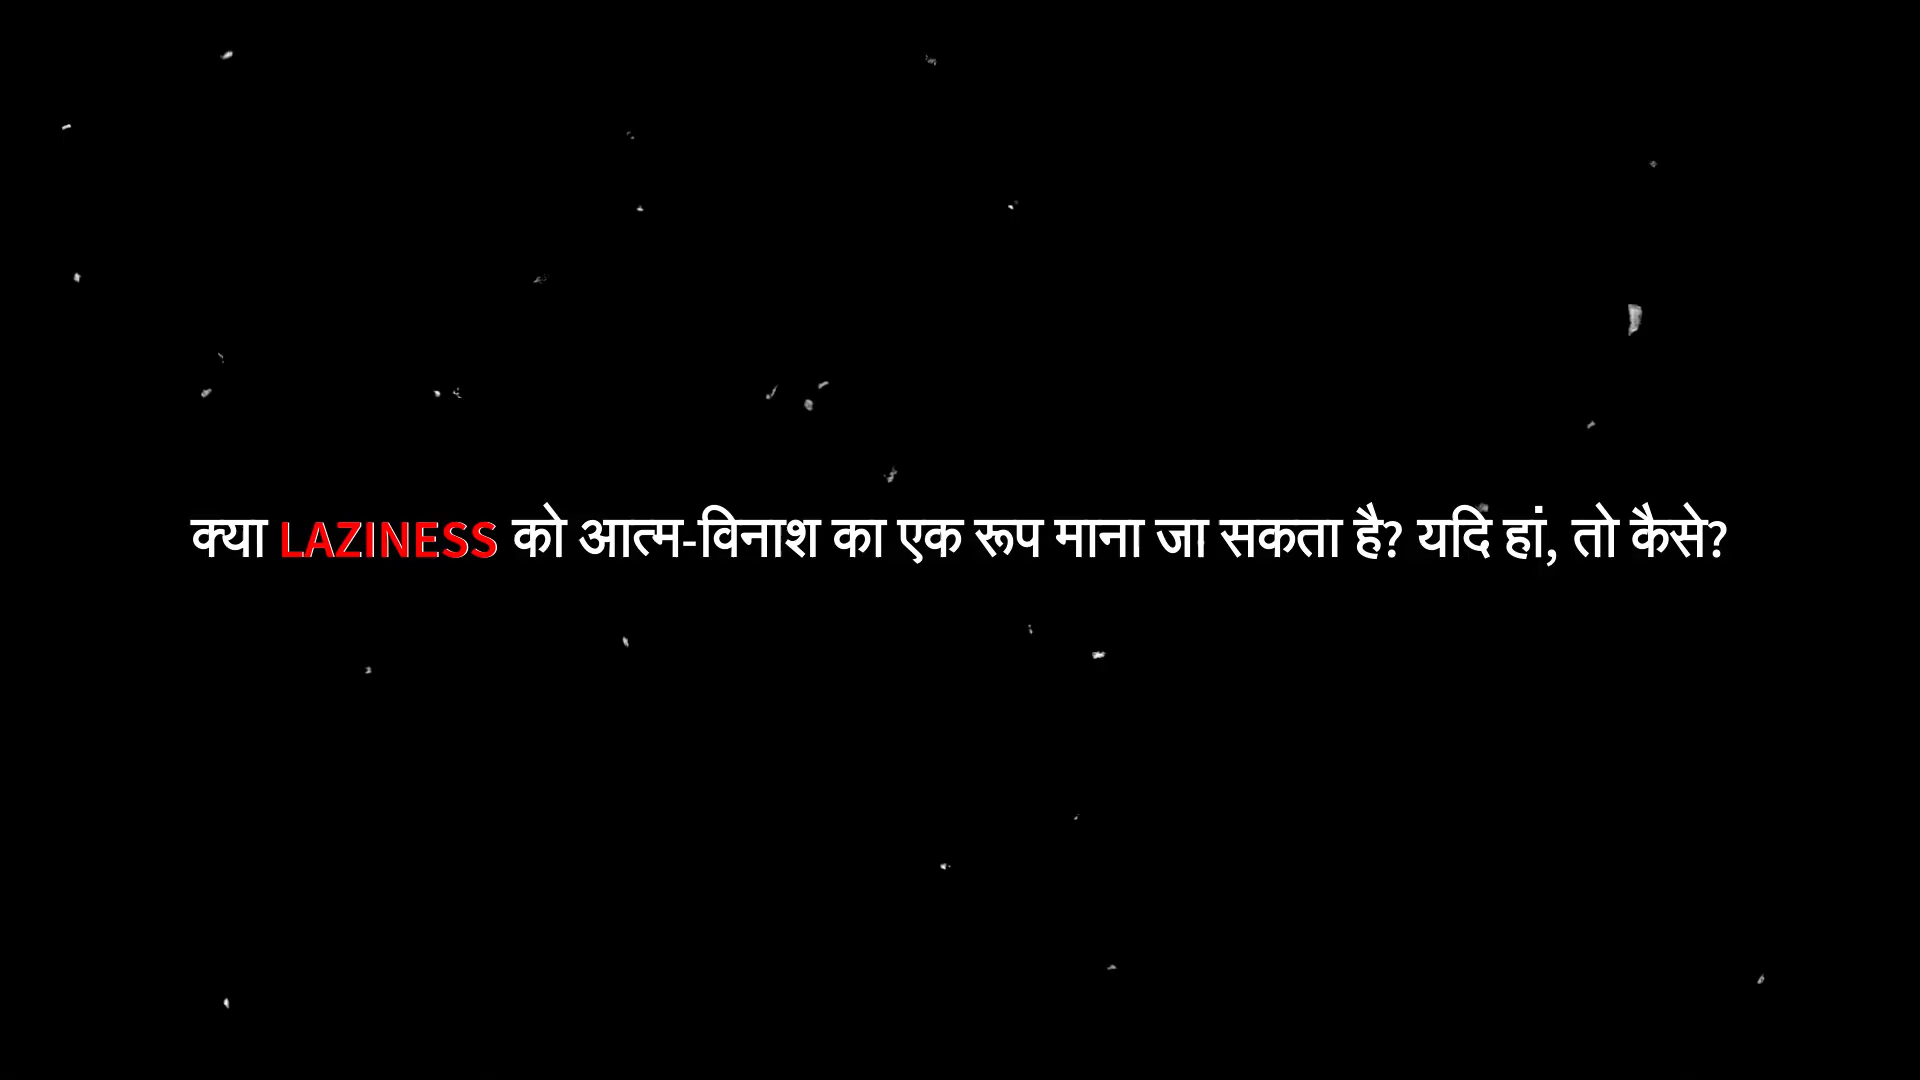 क्या LAZINESS को आत्म-विनाश का एक रूप माना जा सकता है? यदि हां, तो कैसे?